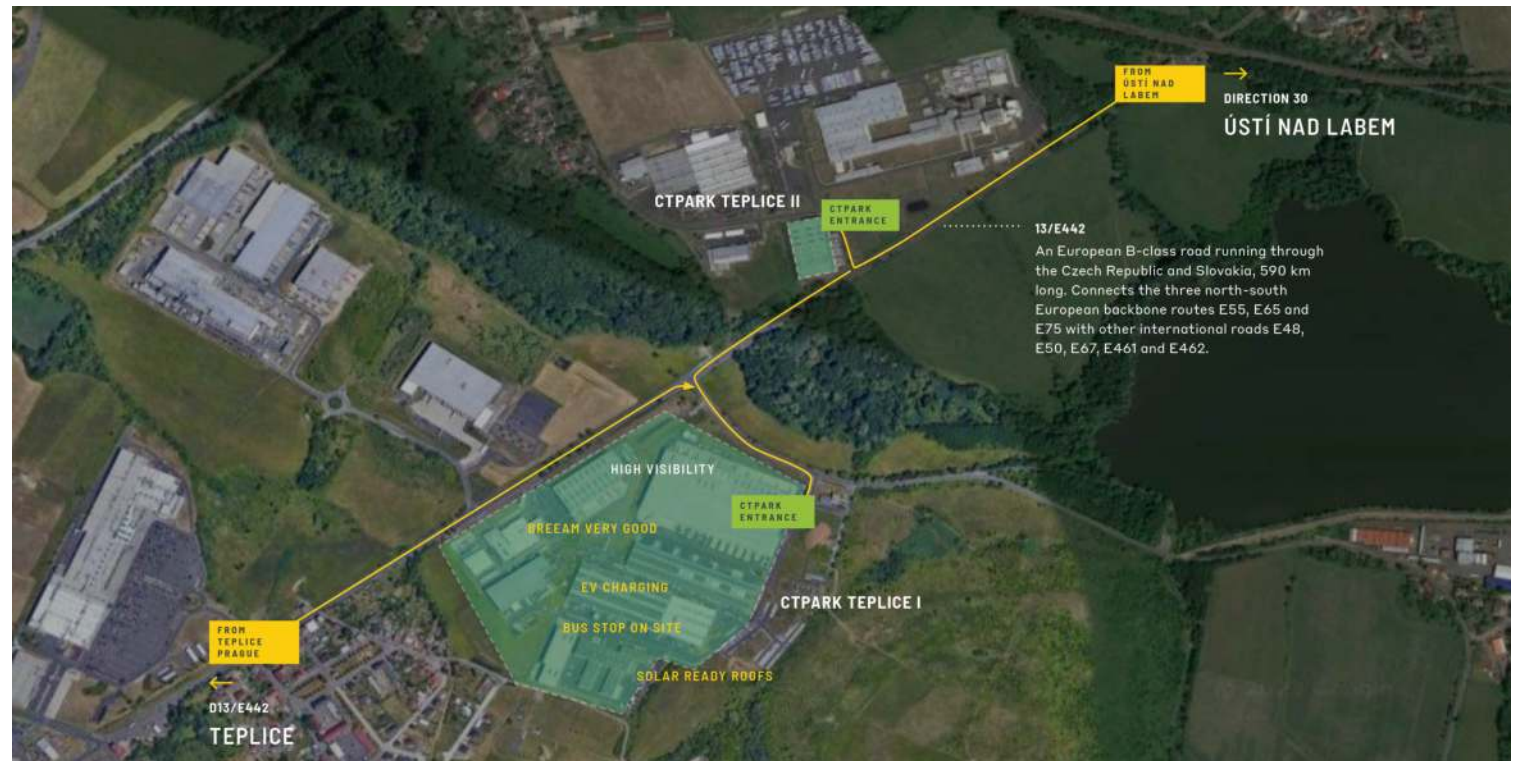 FROM
ÚSTÍ NAD
LABEM
DIRECTION 30
ÚSTÍ NAD LABEM
CTPARK TEPLICE II
CTPARK
ENTRANCE
13/E442
An European B-class road running through
the Czech Republic and Slovakia, 590 km
long. Connects the three north-south
European backbone routes E55, E65 and
E75 with other international roads E48,
E50, E67, E461 and E462.
HIGH VISIBILITY
CTPARK
ENTRANCE
BREEAM VERY GOOD
EV CHARGING
CTPARK TEPLICE I
BUS STOP ON SITE
SOLAR READY ROOFS
FROM
TEPLICE
PRAGUE
D13/E442
TEPLICE